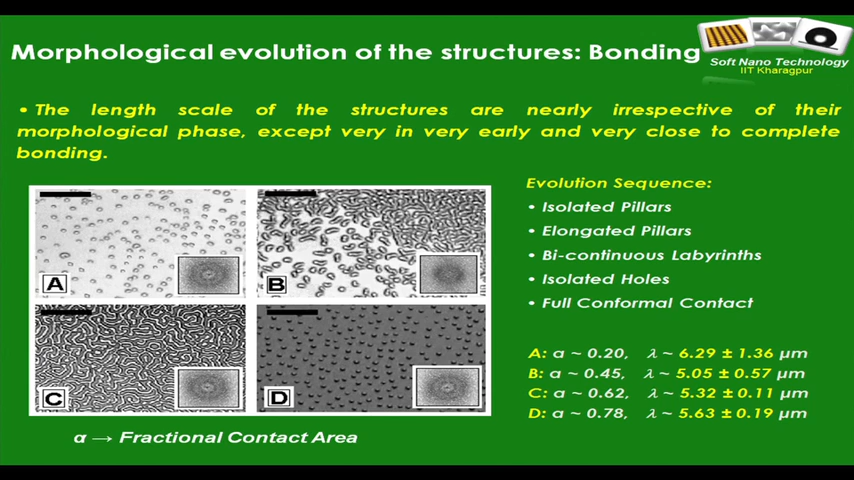 Morphological evolution of the structures: Bonding
Soft Nano Technology
IIT Kharagpur
• The length scale of the structures are nearly irrespective of their
morphological phase, except very in very early and very close to complete
bonding.
A
B
C
D
α → Fractional Contact Area
Evolution Sequence:
• Isolated Pillars
• Elongated Pillars
• Bi-continuous Labyrinths
• Isolated Holes
• Full Conformal Contact
A: α ~ 0.20, λ ~ 6.29 ± 1.36 µm
B: α ~ 0.45, λ ~ 5.05 ± 0.57 µm
C: α ~ 0.62, λ ~ 5.32 ± 0.11 µm
D: α ~ 0.78, λ ~ 5.63 ± 0.19 µm